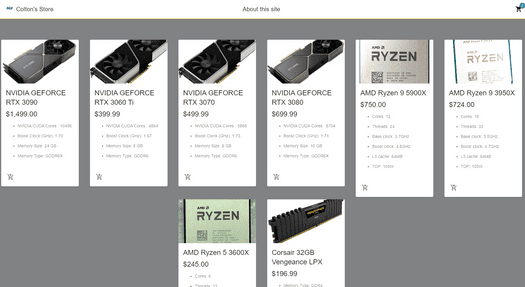 Colton's Store
About this site
NVIDIA GEFORCE
RTX 3090
$1,499.00
NVIDIA CUDA Cores : 10496
Boost Clock (GHz): 1.70
Memory Size: 24 GB
Memory Type: GDDR6X
NVIDIA GEFORCE
RTX 3060 Ti
$399.99
NVIDIA CUDA Cores : 4864
Boost Clock (GHz): 1.67
Memory Size: 8 GB
Memory Type: GDDR6
NVIDIA GEFORCE
RTX 3070
$499.99
NVIDIA CUDA Cores : 5888
Boost Clock (GHz): 1.73
Memory Size: 8 GB
Memory Type: GDDR6
NVIDIA GEFORCE
RTX 3080
$699.99
NVIDIA CUDA Cores : 8704
Boost Clock (GHz): 1.71
Memory Size: 10 GB
Memory Type: GDDR6X
AMD
RYZEN
AMD Ryzen 9 5900X
$750.00
Cores: 12
Threads: 24
Base clock: 3.7GHz
Boost clock: 4.8GHz
L3 cache: 64MB
TDP: 105W
RYZEN
AMD Ryzen 9 3950X
$724.00
Cores: 16
Threads: 32
Base clock: 3.5GHz
Boost clock: 4.7GHz
L3 cache: 64MB
TDP: 105W
AMD
RYZEN
AMD Ryzen 5 3600X
$245.00
Cores: 6
Threads: 12
Corsair 32GB
Vengeance LPX
$196.99
Memory Type: DDR4